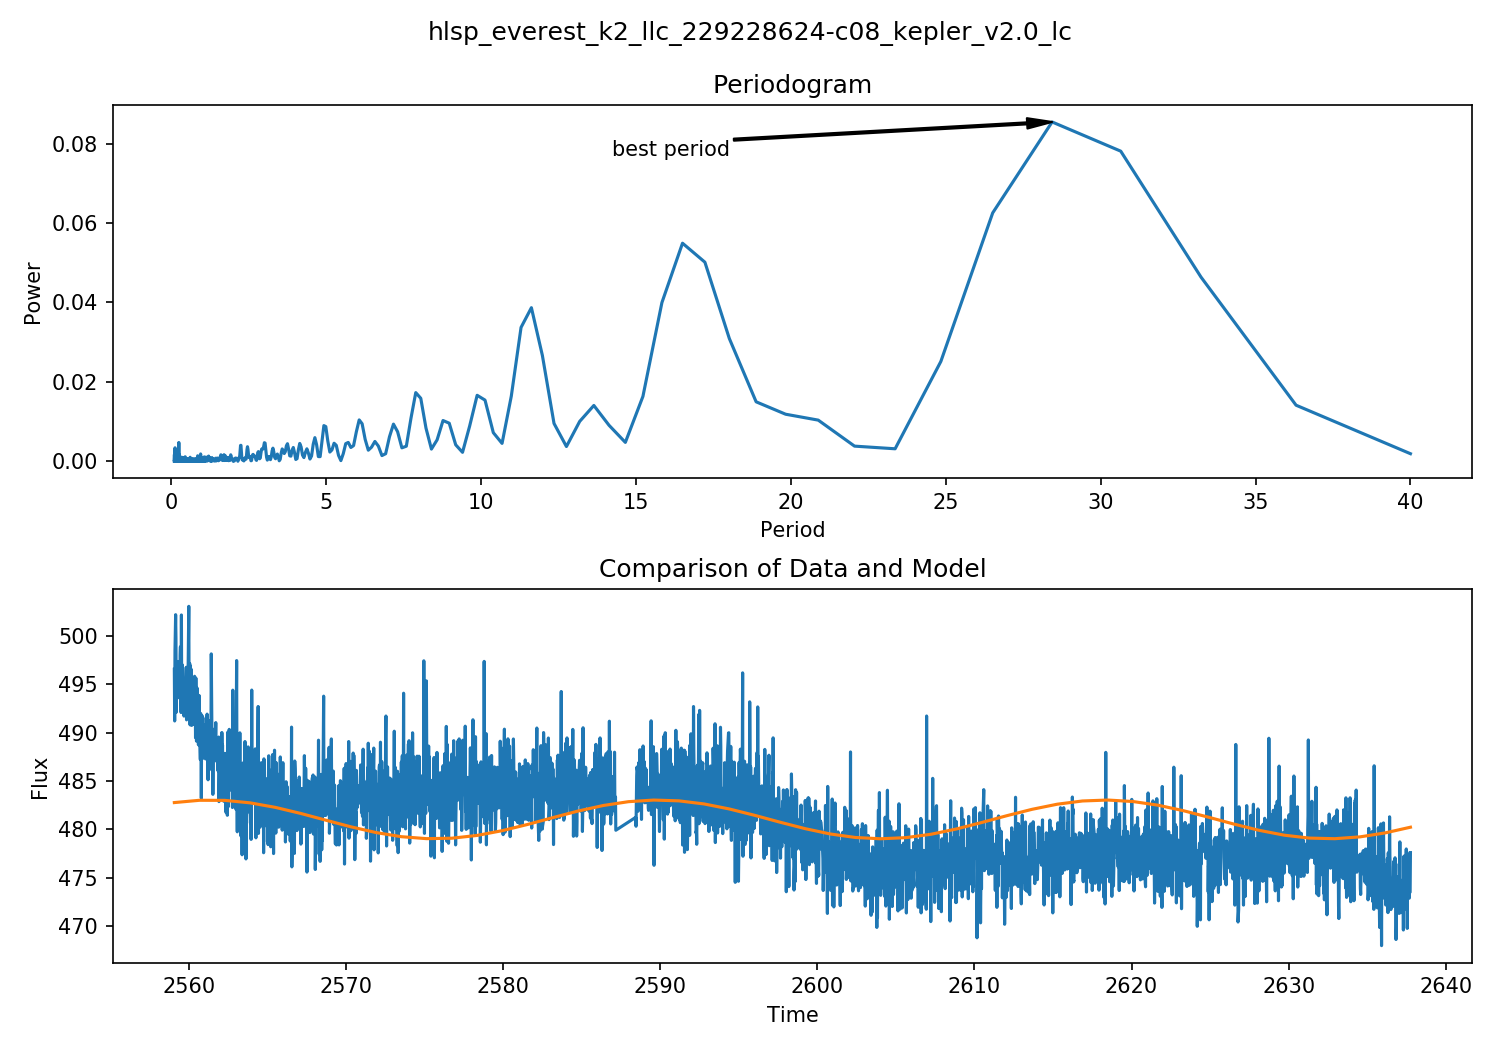 hlsp_everest_k2_llc_229228624-c08_kepler_v2.0_lc
Periodogram
0.08
0.06
0.04
0.02
0.00
Power
best period
0 5 10 15 20 25 30 35 40
Period
Comparison of Data and Model
500
495
490
485
480
475
470
Flux
2560 2570 2580 2590 2600 2610 2620 2630 2640
Time